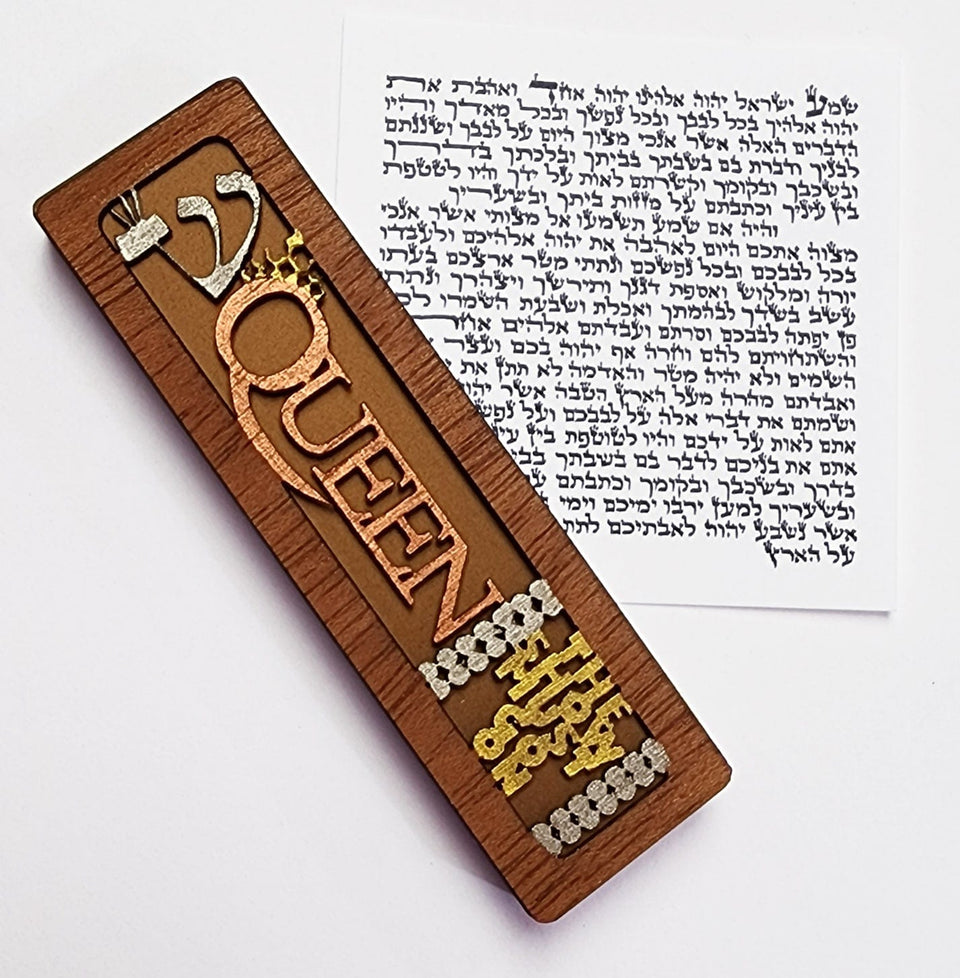 ש
QUEEN
THE
SHOW
MUST
GO ON
שמע ישראל יהוה אלהינו יהוה אחד ואהבת את
יהוה אלהיך בכל לבבך ובכל נפשך ובכל מאדך והיו
הדברים האלה אשר אנכי מצוך היום על לבבך ושננתם
לבניך ודברת בם בשבתך בביתך ובלכתך בדרך
ובשכבך ובקומך וקשרתם לאות על ידך והיו לטטפת
בין עיניך וכתבתם על מזזות ביתך ובשעריך
והיה אם שמע תשמעו אל מצותי אשר אנכי
מצוה אתכם היום לאהבה את יהוה אלהיכם ולעבדו
בכל לבבכם ובכל נפשכם ונתתי מטר ארצכם בעתו
יורה ומלקוש ואספת דגנך ותירשך ויצהרך ונתתי
עשב בשדך לבהמתך ואכלת ושבעת השמרו
פן יפתה לבבכם וסרתם ועבדתם אלהים
והשתחויתם להם וחרה אף יהוה בכם ועצר
השמים ולא יהיה מטר והאדמה לא תתן את
ואבדתם מהרה מעל הארץ הטבה אשר
ושמתם את דברי אלה על לבבכם ועל
אתם לאות על ידכם והיו לטוטפת בין
אתם את בניכם לדבר בם בשבתך
בדרך ובשכבך ובקומך וכתבתם
ובשעריך למען ירבו ימיכם וימי
אשר נשבע יהוה לאבתיכם לתת
על הארץ